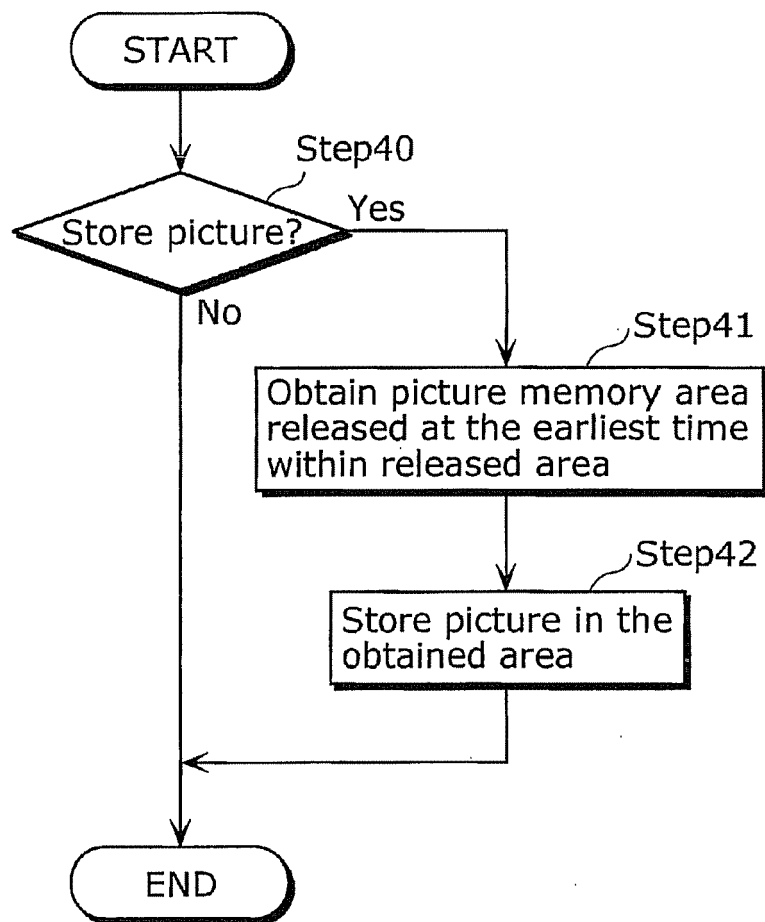 START
Step40
Store picture?
Yes
No
Step41
Obtain picture memory area
released at the earliest time
within released area
Step42
Store picture in the
obtained area
END